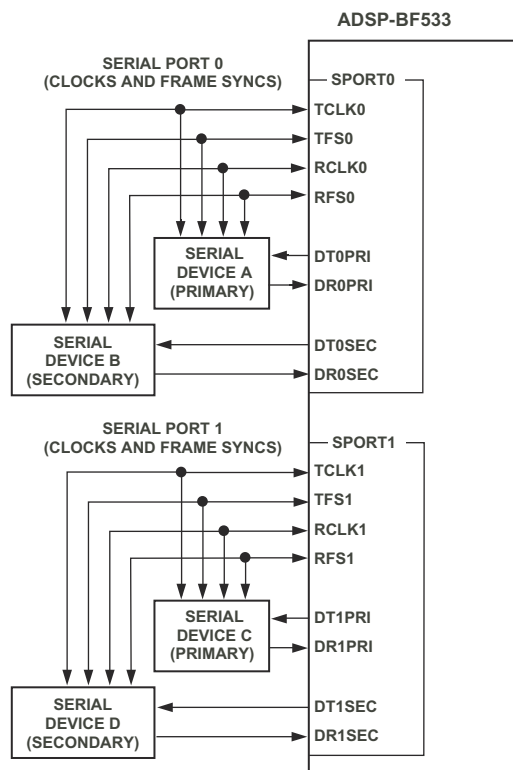 ADSP-BF533
SERIAL PORT 0
(CLOCKS AND FRAME SYNCS)
SPORT0
TCLK0
TFS0
RCLK0
RFS0
SERIAL
DEVICE A
(PRIMARY)
DT0PRI
DR0PRI
SERIAL
DEVICE B
(SECONDARY)
DT0SEC
DR0SEC
SERIAL PORT 1
(CLOCKS AND FRAME SYNCS)
SPORT1
TCLK1
TFS1
RCLK1
RFS1
SERIAL
DEVICE C
(PRIMARY)
DT1PRI
DR1PRI
SERIAL
DEVICE D
(SECONDARY)
DT1SEC
DR1SEC